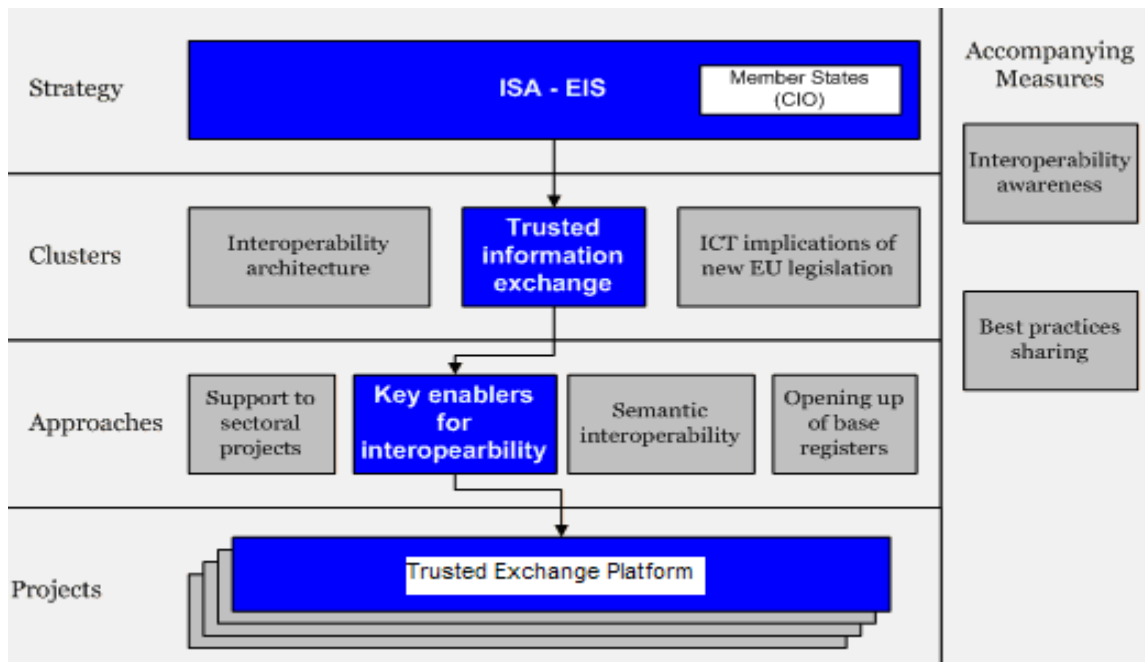 Strategy
ISA - EIS
Member States
(CIO)
Clusters
Interoperability
architecture
Trusted
information
exchange
ICT implications of
new EU legislation
Approaches
Support to
sectoral
projects
Key enablers
for
interopearbility
Semantic
interoperability
Opening up
of base
registers
Projects
Trusted Exchange Platform
Accompanying
Measures
Interoperability
awareness
Best practices
sharing